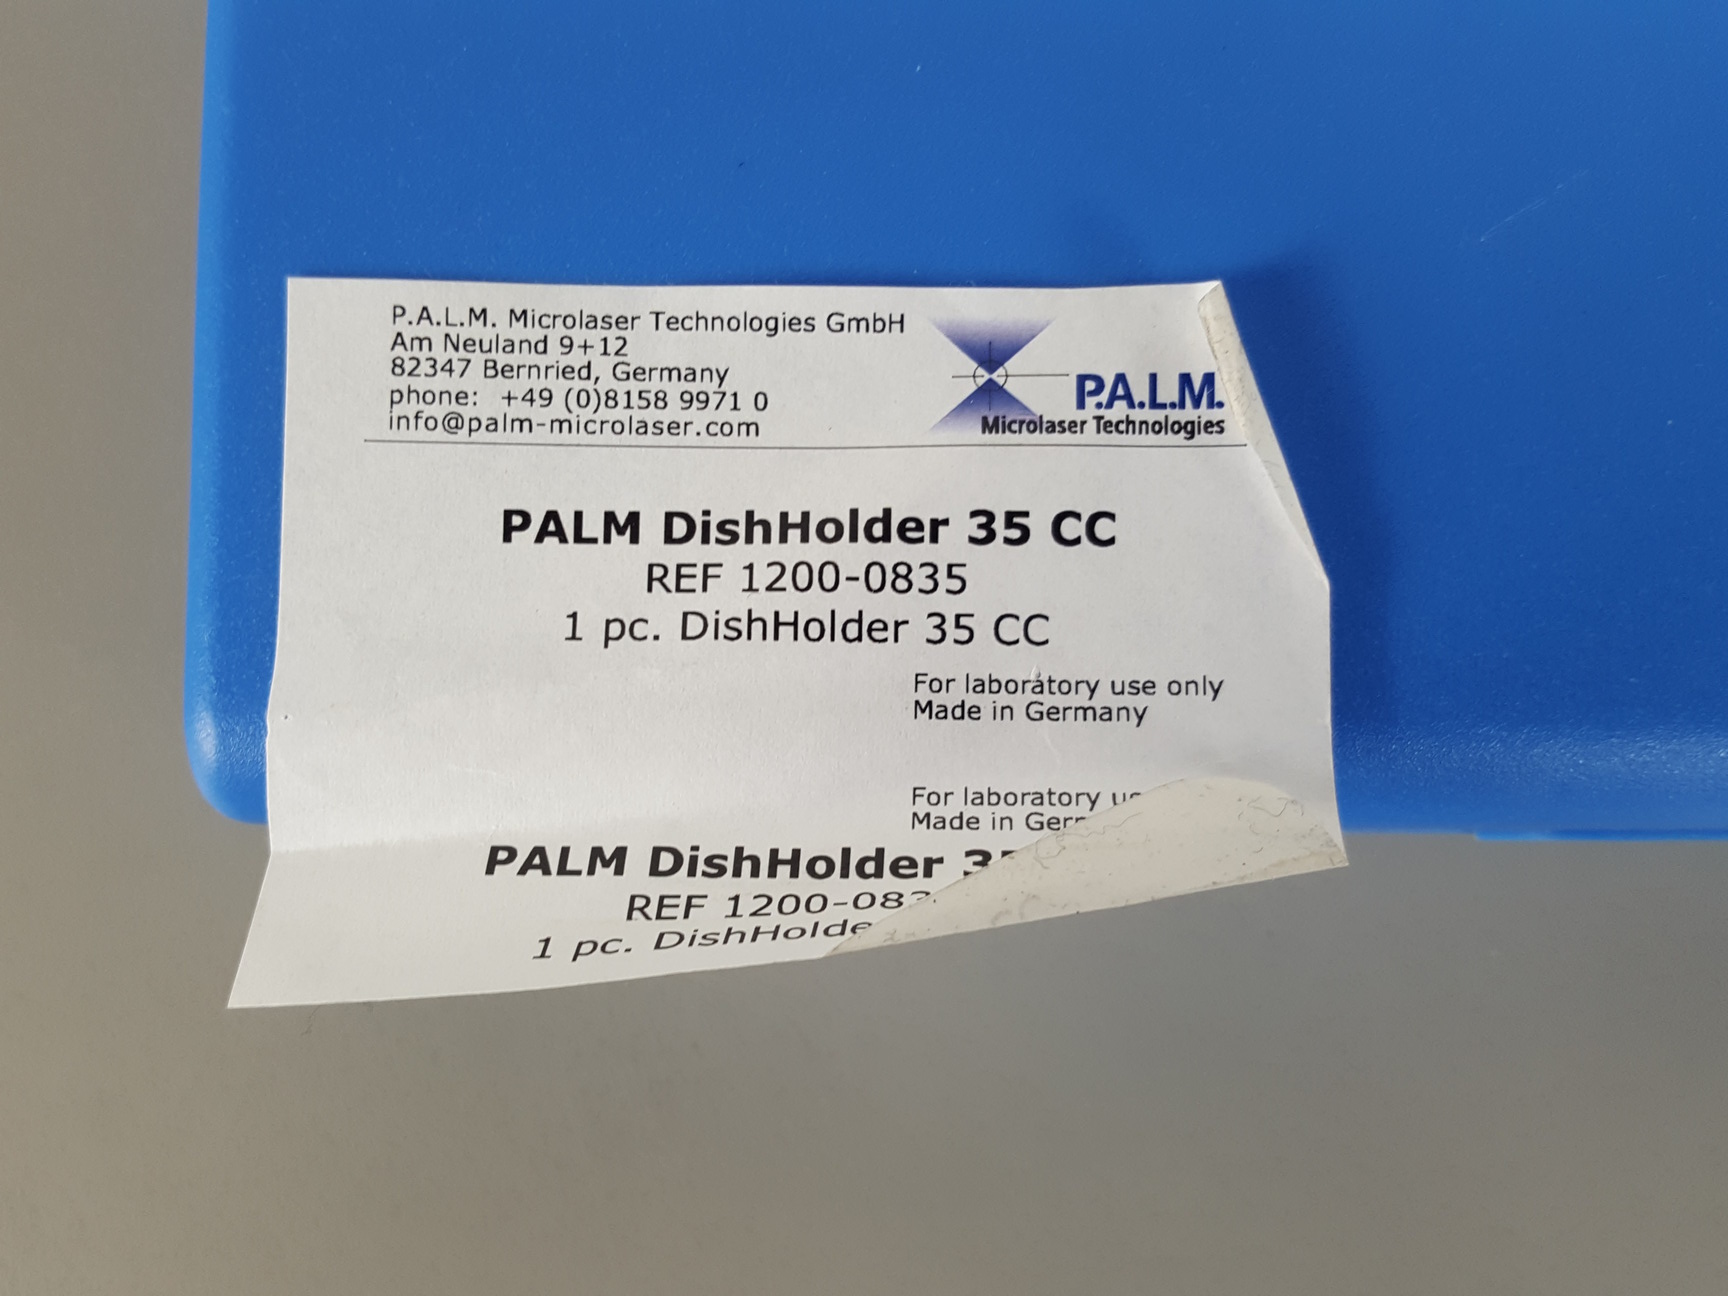 P.A.L.M. Microlaser Technologies GmbH
Am Neuland 9+12
82347 Bernried, Germany
phone: +49 (0)8158 9971 0
info@palm-microlaser.com
P.A.L.M.
Microlaser Technologies
PALM DishHolder 35 CC
REF 1200-0835
1 pc. DishHolder 35 CC
For laboratory use only
Made in Germany
For laboratory
Made in
PALM DishHolder
REF
1 pc.